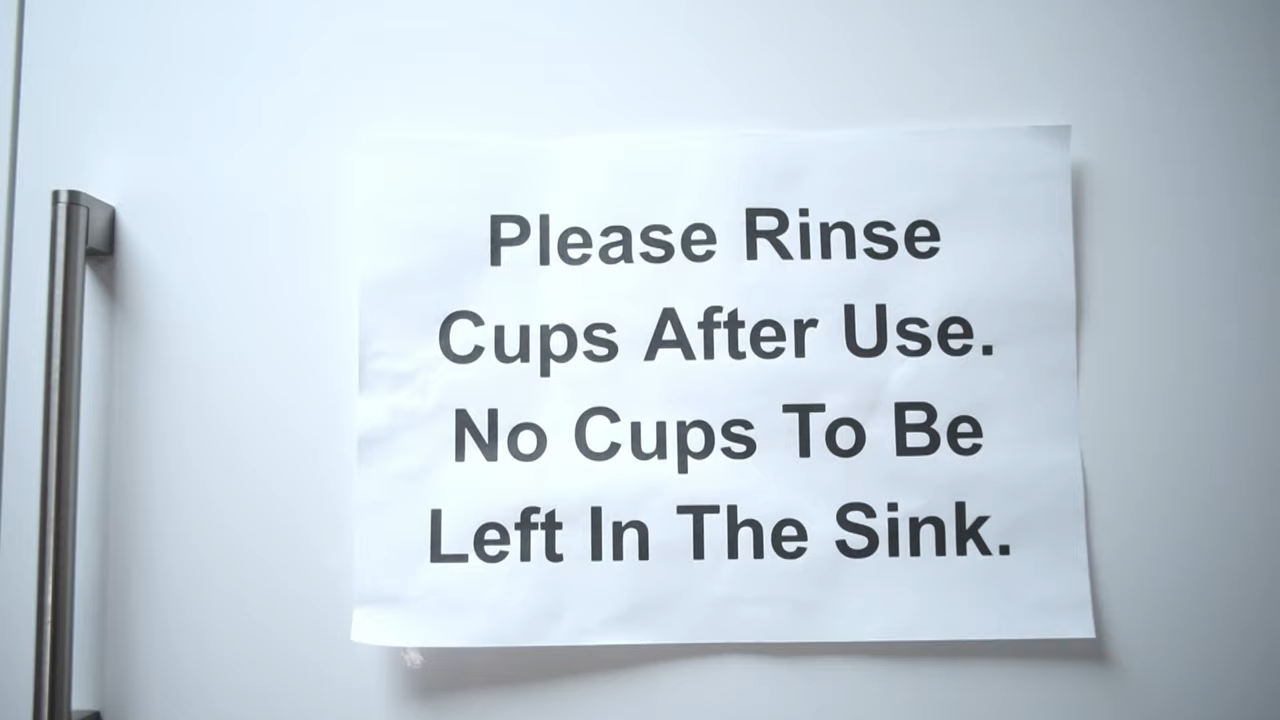 Please Rinse
Cups After Use.
No Cups To Be
Left In The Sink.